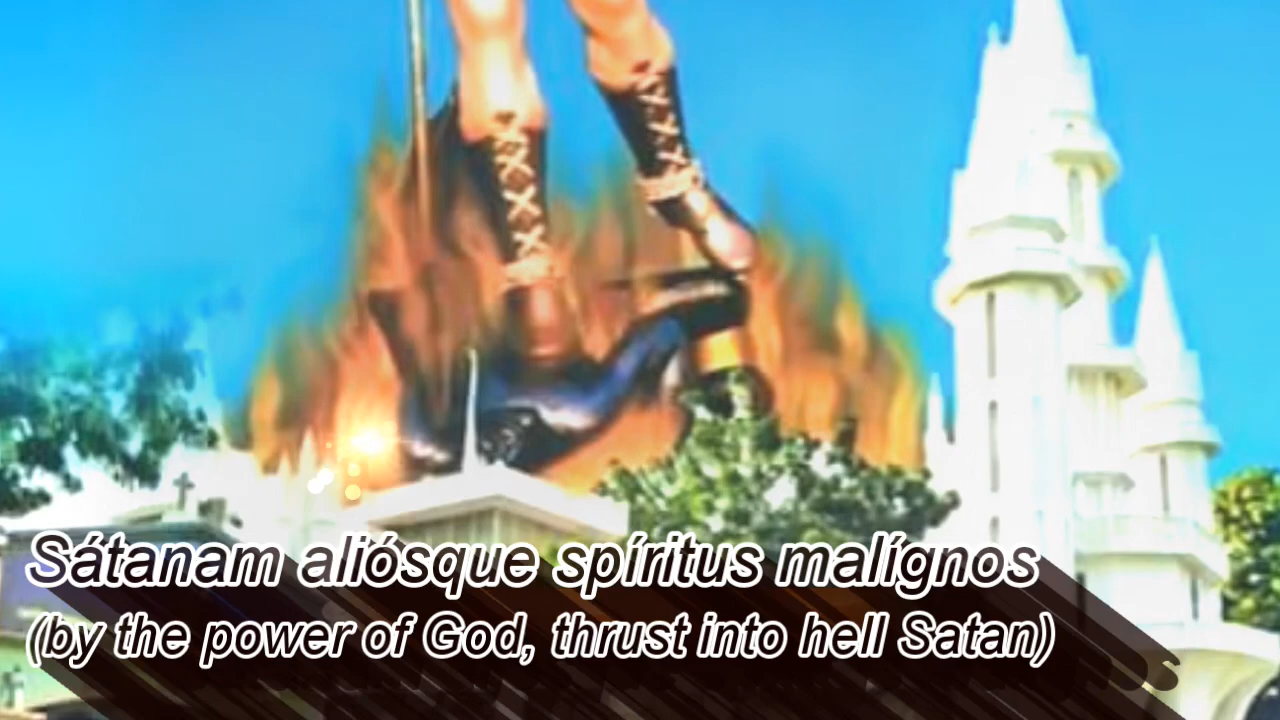 Sátanam aliósque spíritus malígnos
(by the power of God, thrust into hell Satan)